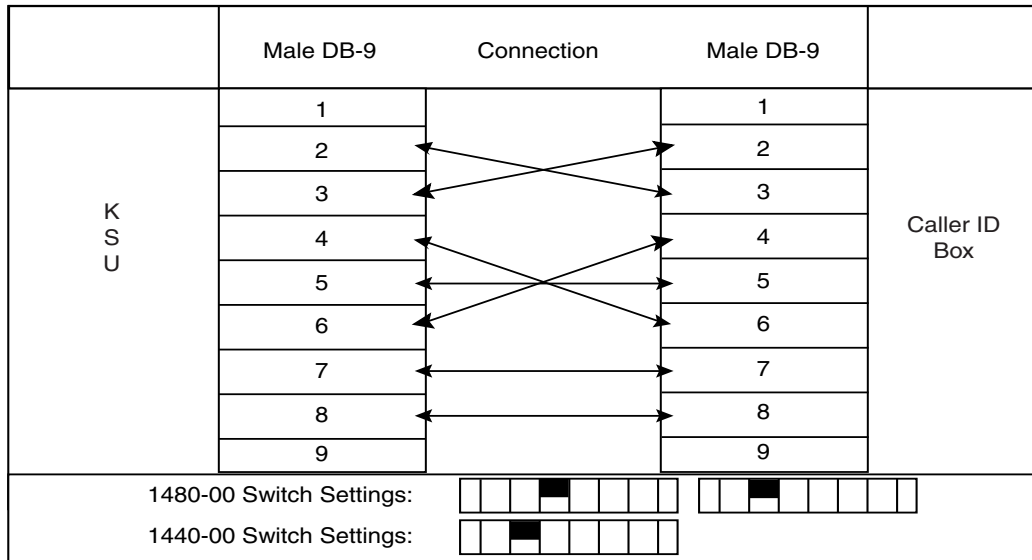 Male DB-9 Connection Male DB-9
1 1
2 2
3 3
4 4
5 5
6 6
7 7
8 8
9 9
K
S
U
Caller ID
Box
1480-00 Switch Settings:
1440-00 Switch Settings: